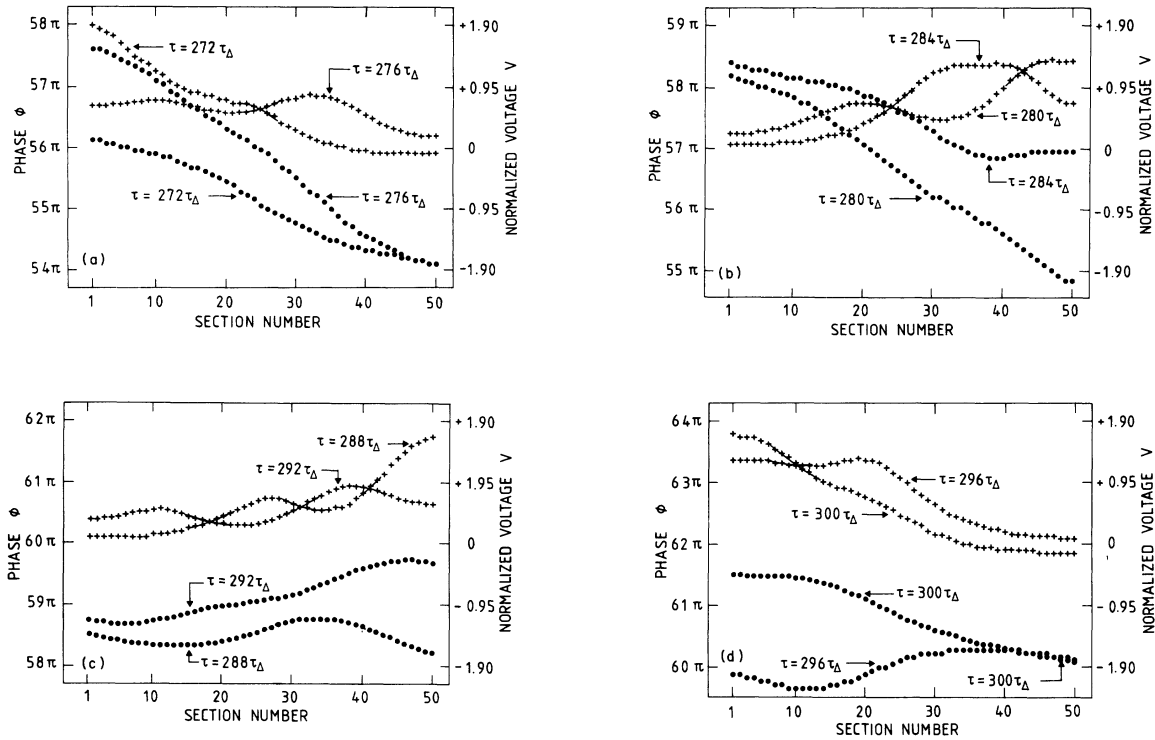 58π
57π
56π
55π
54π
PHASE ϕ
+1.90
+0.95
0
-0.95
-1.90
NORMALIZED VOLTAGE V
τ=272τΔ
276τΔ
τ=272τΔ
τ=276τΔ
(a)
1 10 20 30 40 50
SECTION NUMBER
59π
58π
57π
56π
55π
PHASE ϕ
+1.90
+0.95
0
-0.95
-1.90
NORMALIZED VOLTAGE V
τ=284τΔ
τ=280τΔ
τ=284τΔ
τ=280τΔ
(b)
1 10 20 30 40 50
SECTION NUMBER
62π
61π
60π
59π
58π
PHASE ϕ
+1.90
+1.95
0
-0.95
-1.90
NORMALIZED VOLTAGE V
τ=288τΔ
τ=292τΔ
τ=292τΔ
τ=288τΔ
(c)
1 10 20 30 40 50
SECTION NUMBER
64π
63π
62π
61π
60π
PHASE ϕ
+1.90
+0.95
0
-0.95
-1.90
NORMALIZED VOLTAGE V
τ=296τΔ
τ=300τΔ
τ=300τΔ
τ=296τΔ
τ=300τΔ
(d)
1 10 20 30 40 50
SECTION NUMBER